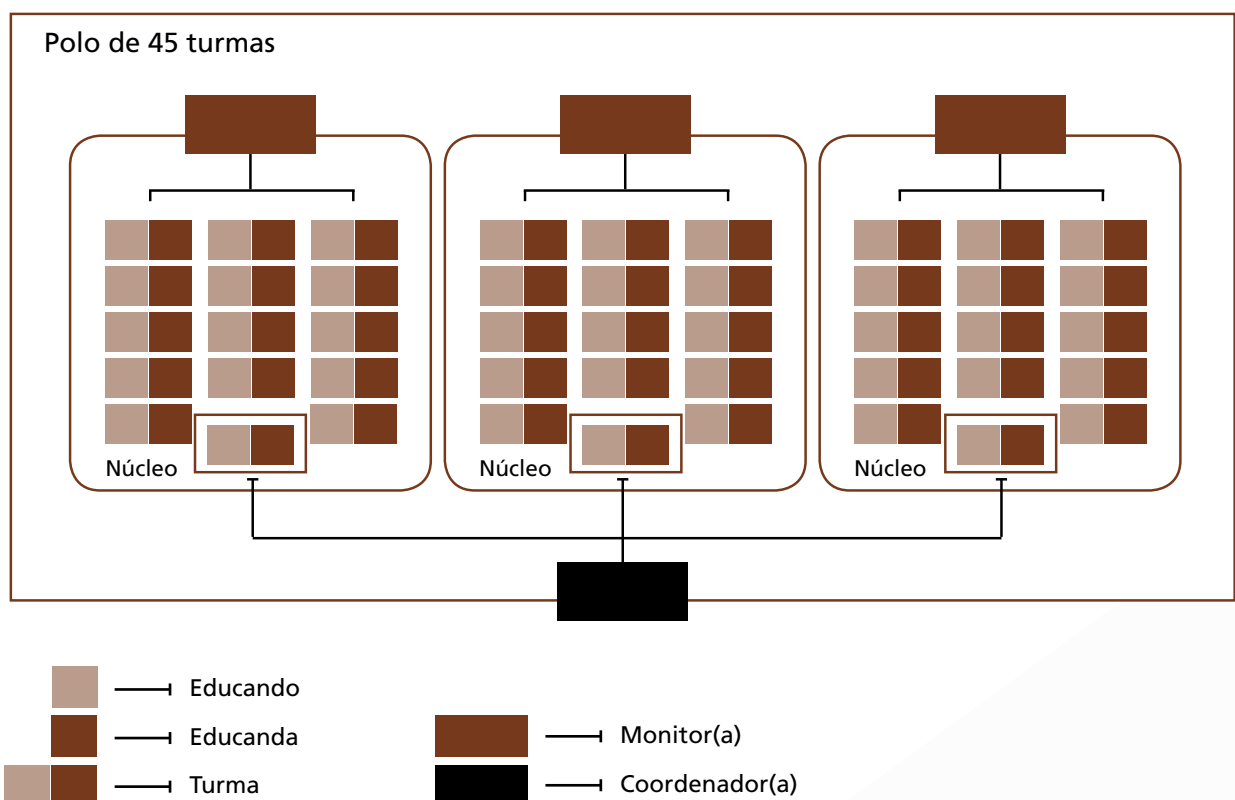 Polo de 45 turmas
Núcleo
Núcleo
Núcleo
Educando
Educanda
Turma
Monitor(a)
Coordenador(a)